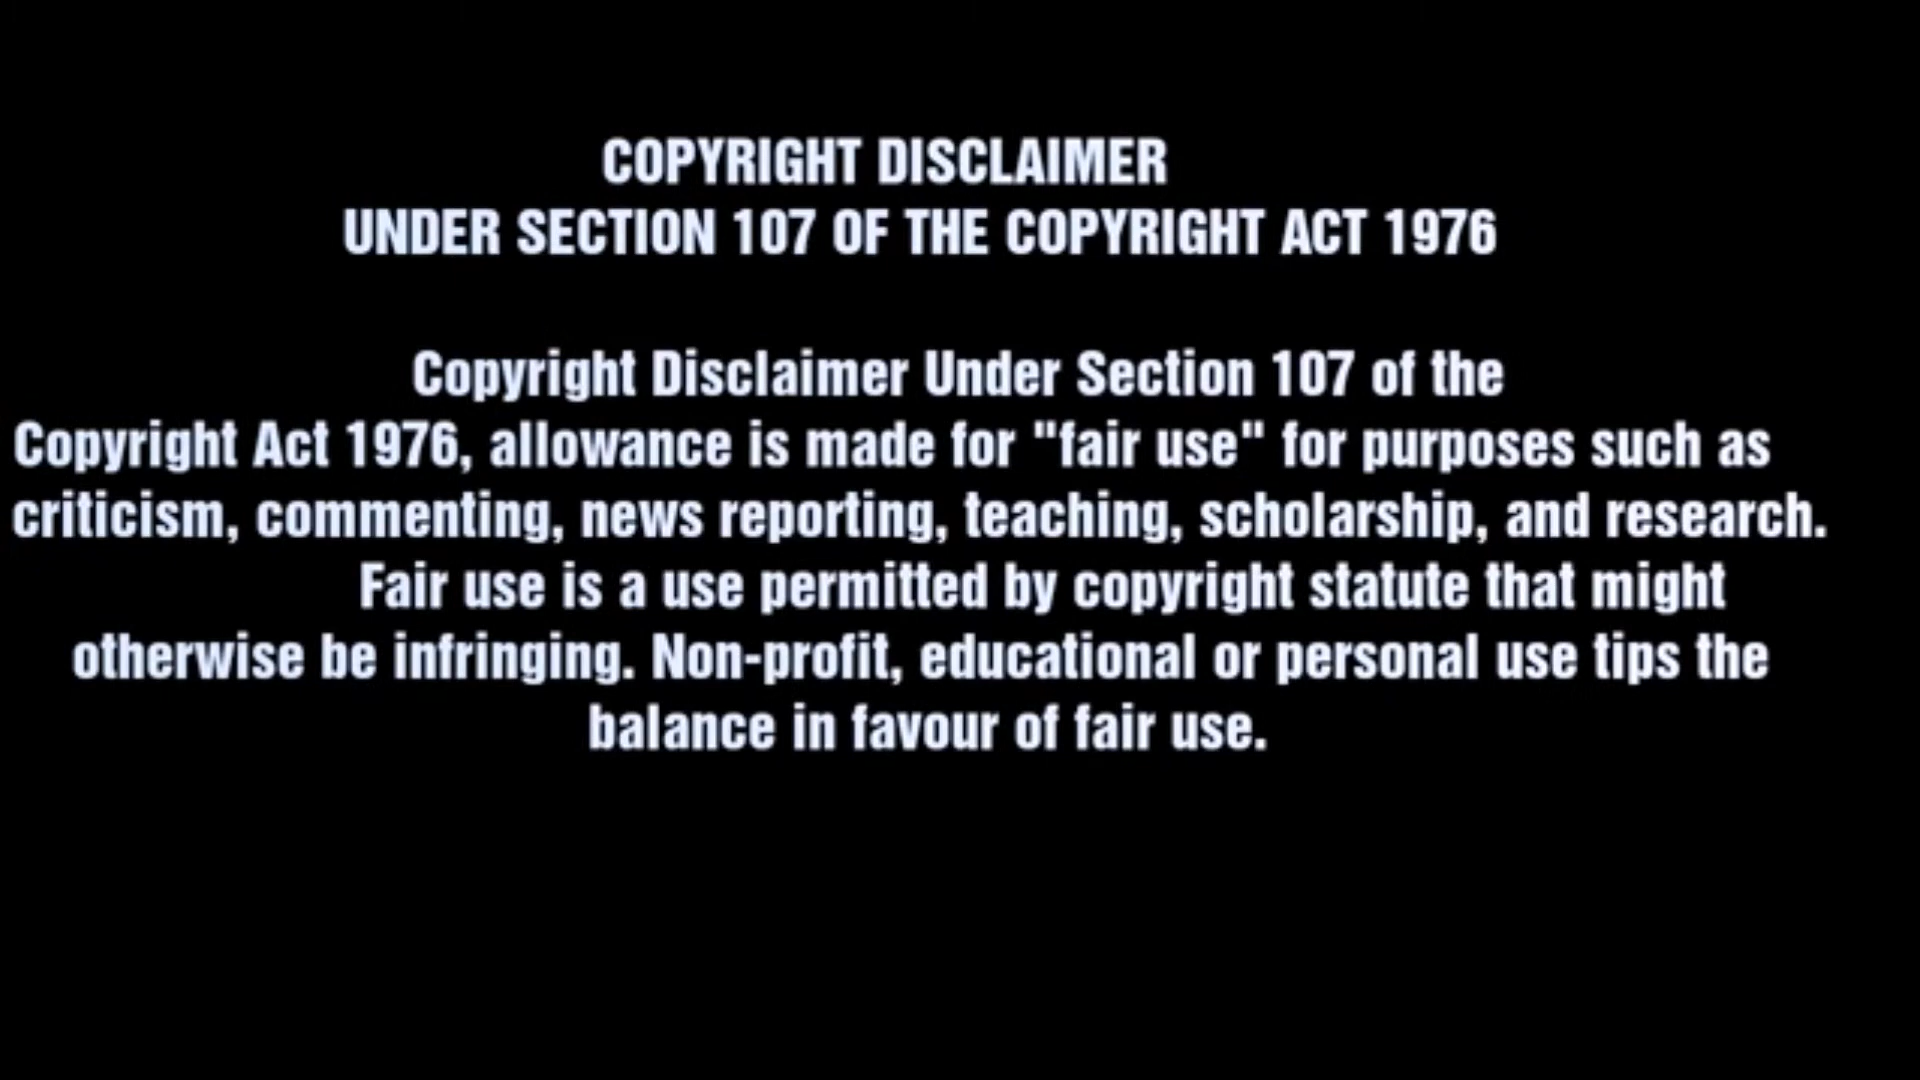 COPYRIGHT DISCLAIMER
UNDER SECTION 107 OF THE COPYRIGHT ACT 1976
Copyright Disclaimer Under Section 107 of the
Copyright Act 1976, allowance is made for "fair use" for purposes such as
criticism, commenting, news reporting, teaching, scholarship, and research.
Fair use is a use permitted by copyright statute that might
otherwise be infringing. Non-profit, educational or personal use tips the
balance in favour of fair use.